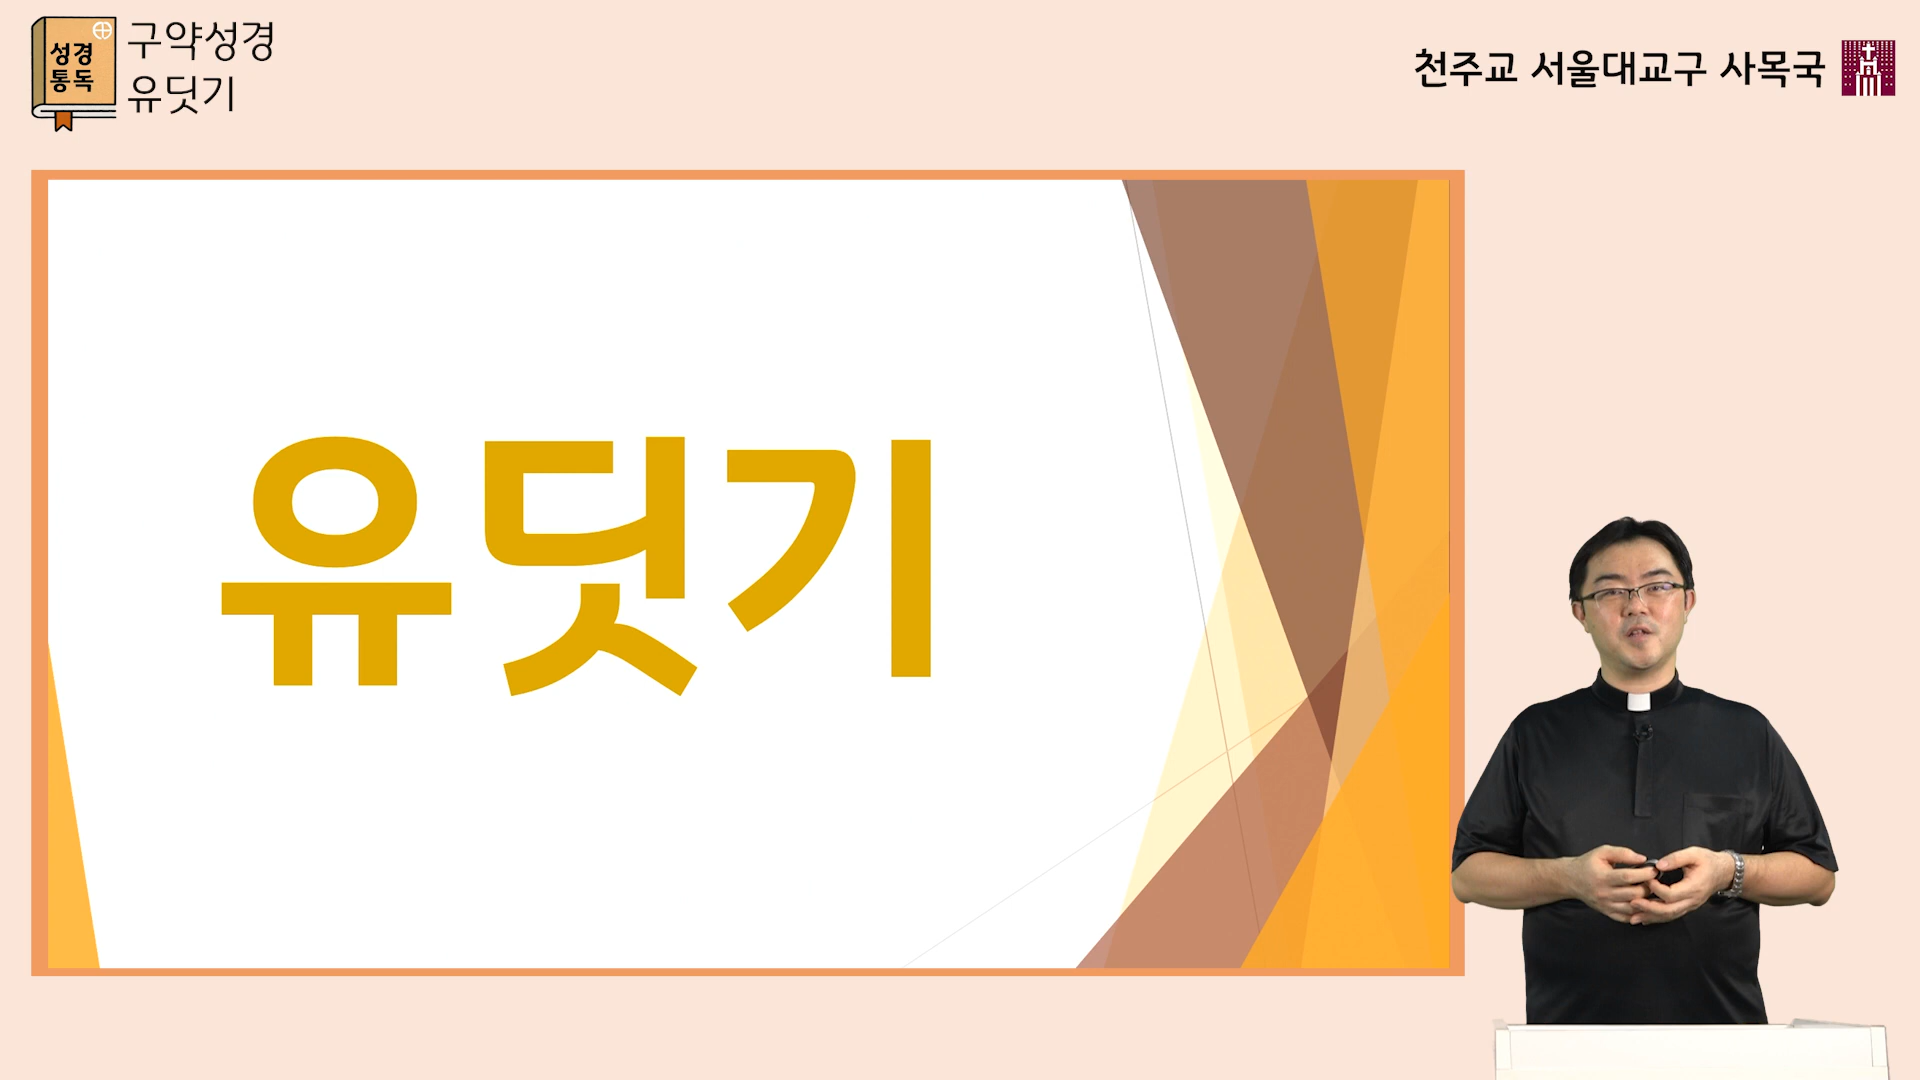 성경
통독
구약성경
유딧기
천주교 서울대교구 사목국
유딧기